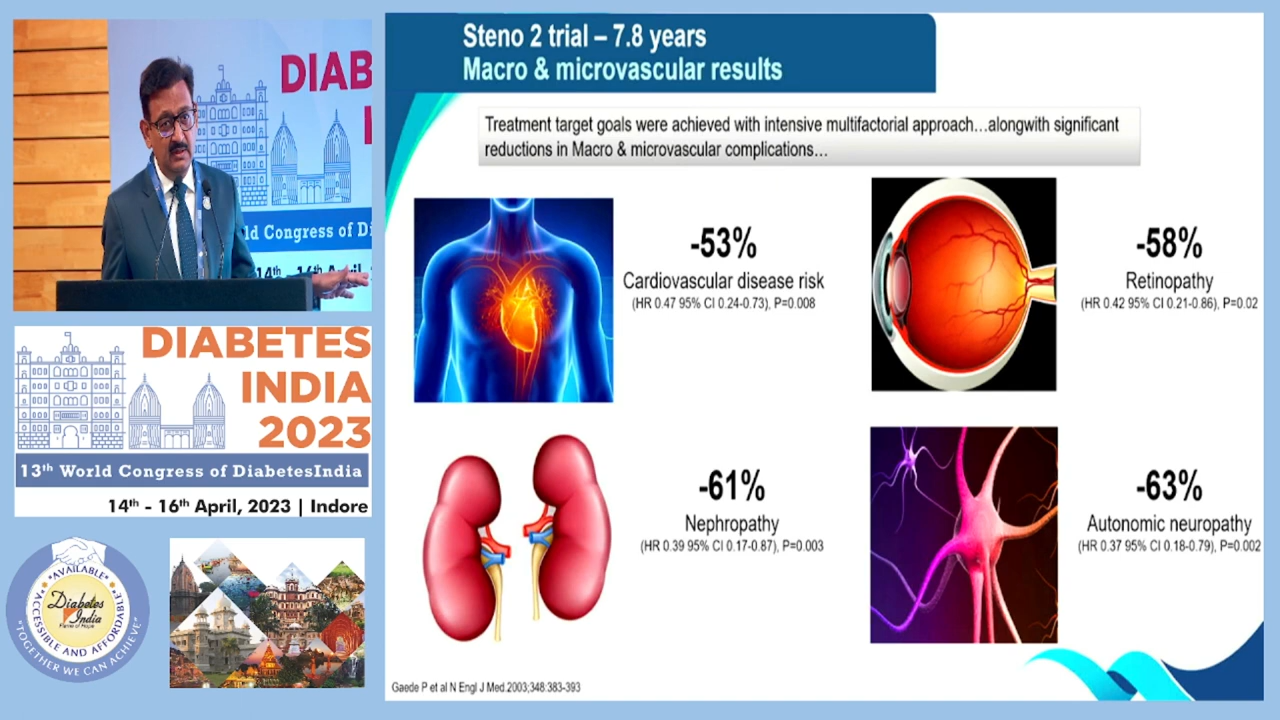 DIAB
I
ld Congress of Di
14th - 16th April,
DIABETES
INDIA
2023
13th World Congress of DiabetesIndia
14th - 16th April, 2023 | Indore
*AVAILABLE*
*ACCESSIBLE AND AFFORDABLE*
Diabetes
India
Flame of Hope
"TOGETHER WE CAN ACHIEVE"
Steno 2 trial – 7.8 years
Macro & microvascular results
Treatment target goals were achieved with intensive multifactorial approach…alongwith significant
reductions in Macro & microvascular complications…
-53%
Cardiovascular disease risk
(HR 0.47 95% CI 0.24-0.73), P=0.008
-58%
Retinopathy
(HR 0.42 95% CI 0.21-0.86), P=0.02
-61%
Nephropathy
(HR 0.39 95% CI 0.17-0.87), P=0.003
-63%
Autonomic neuropathy
(HR 0.37 95% CI 0.18-0.79), P=0.002
Gaede P et al N Engl J Med.2003;348:383-393